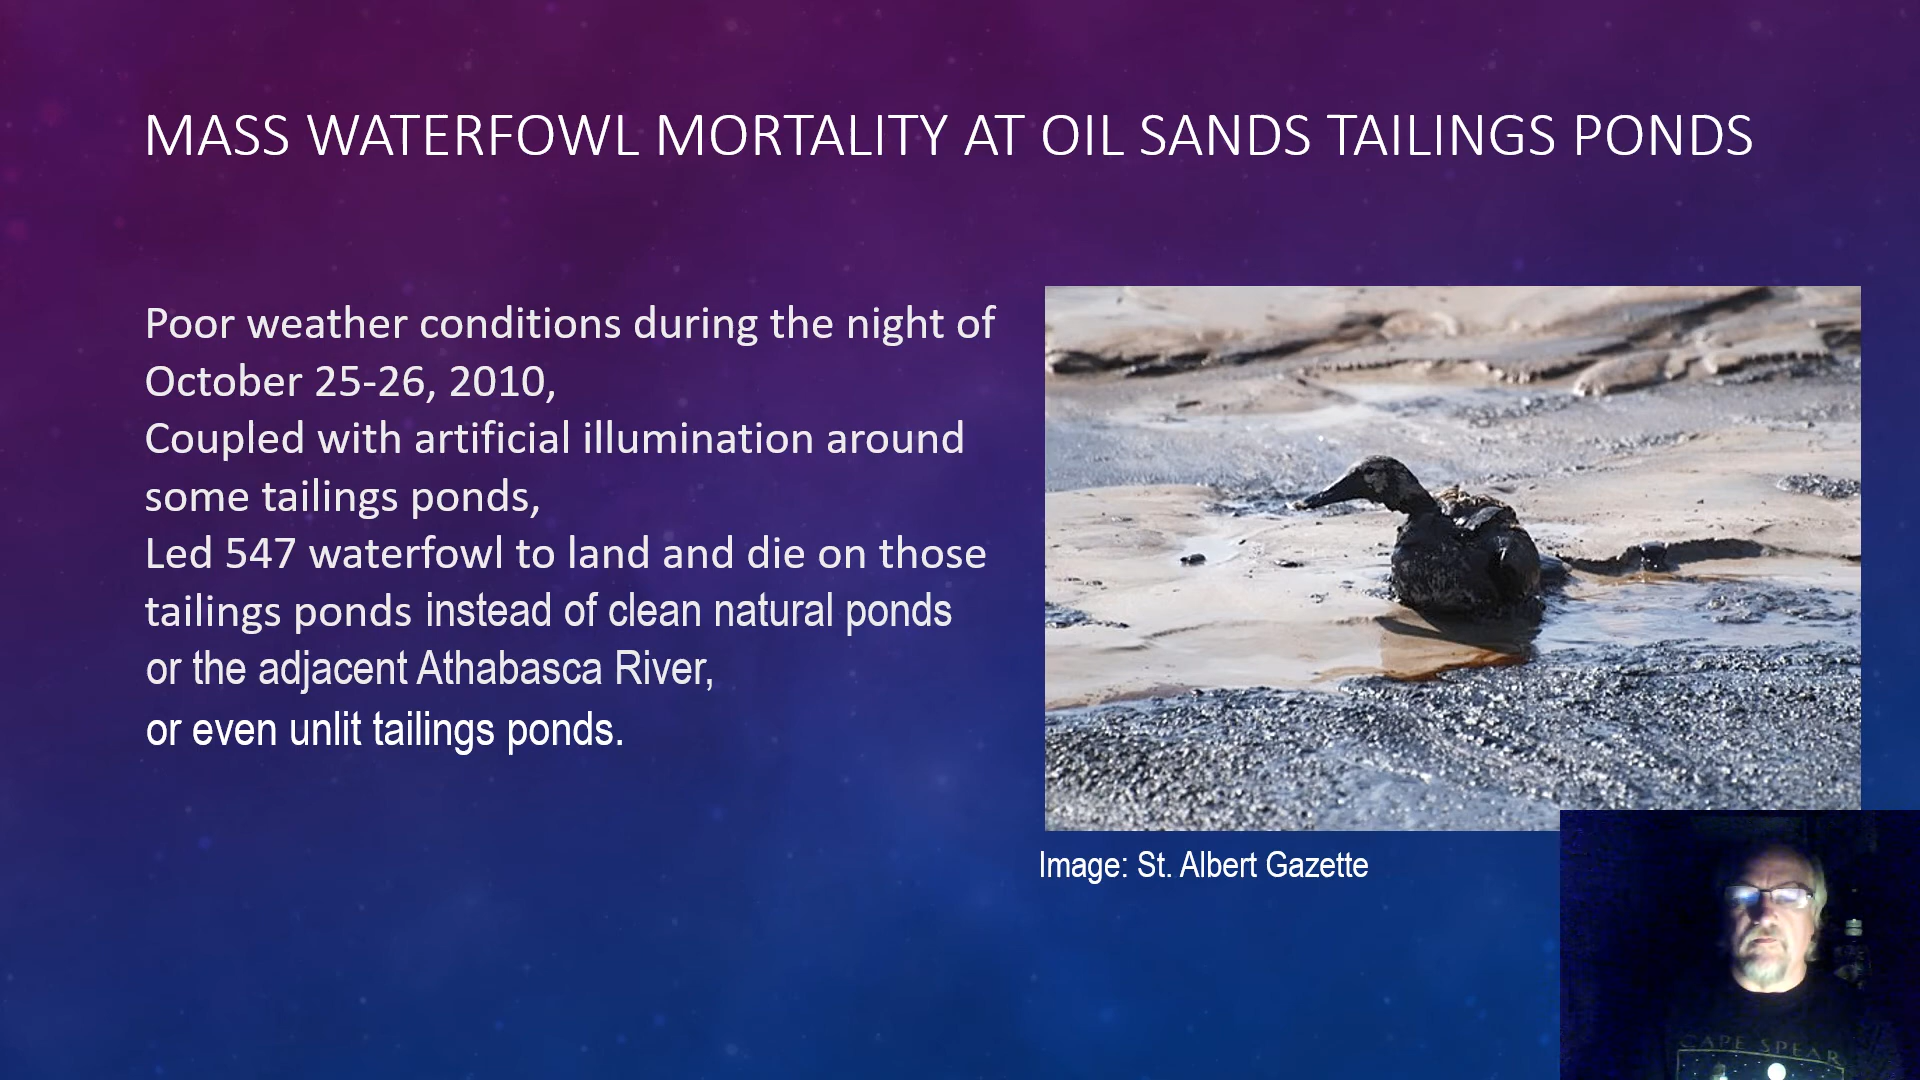 MASS WATERFOWL MORTALITY AT OIL SANDS TAILINGS PONDS
Poor weather conditions during the night of
October 25-26, 2010,
Coupled with artificial illumination around
some tailings ponds,
Led 547 waterfowl to land and die on those
tailings ponds instead of clean natural ponds
or the adjacent Athabasca River,
or even unlit tailings ponds.
Image: St. Albert Gazette
CAPE SPEAR